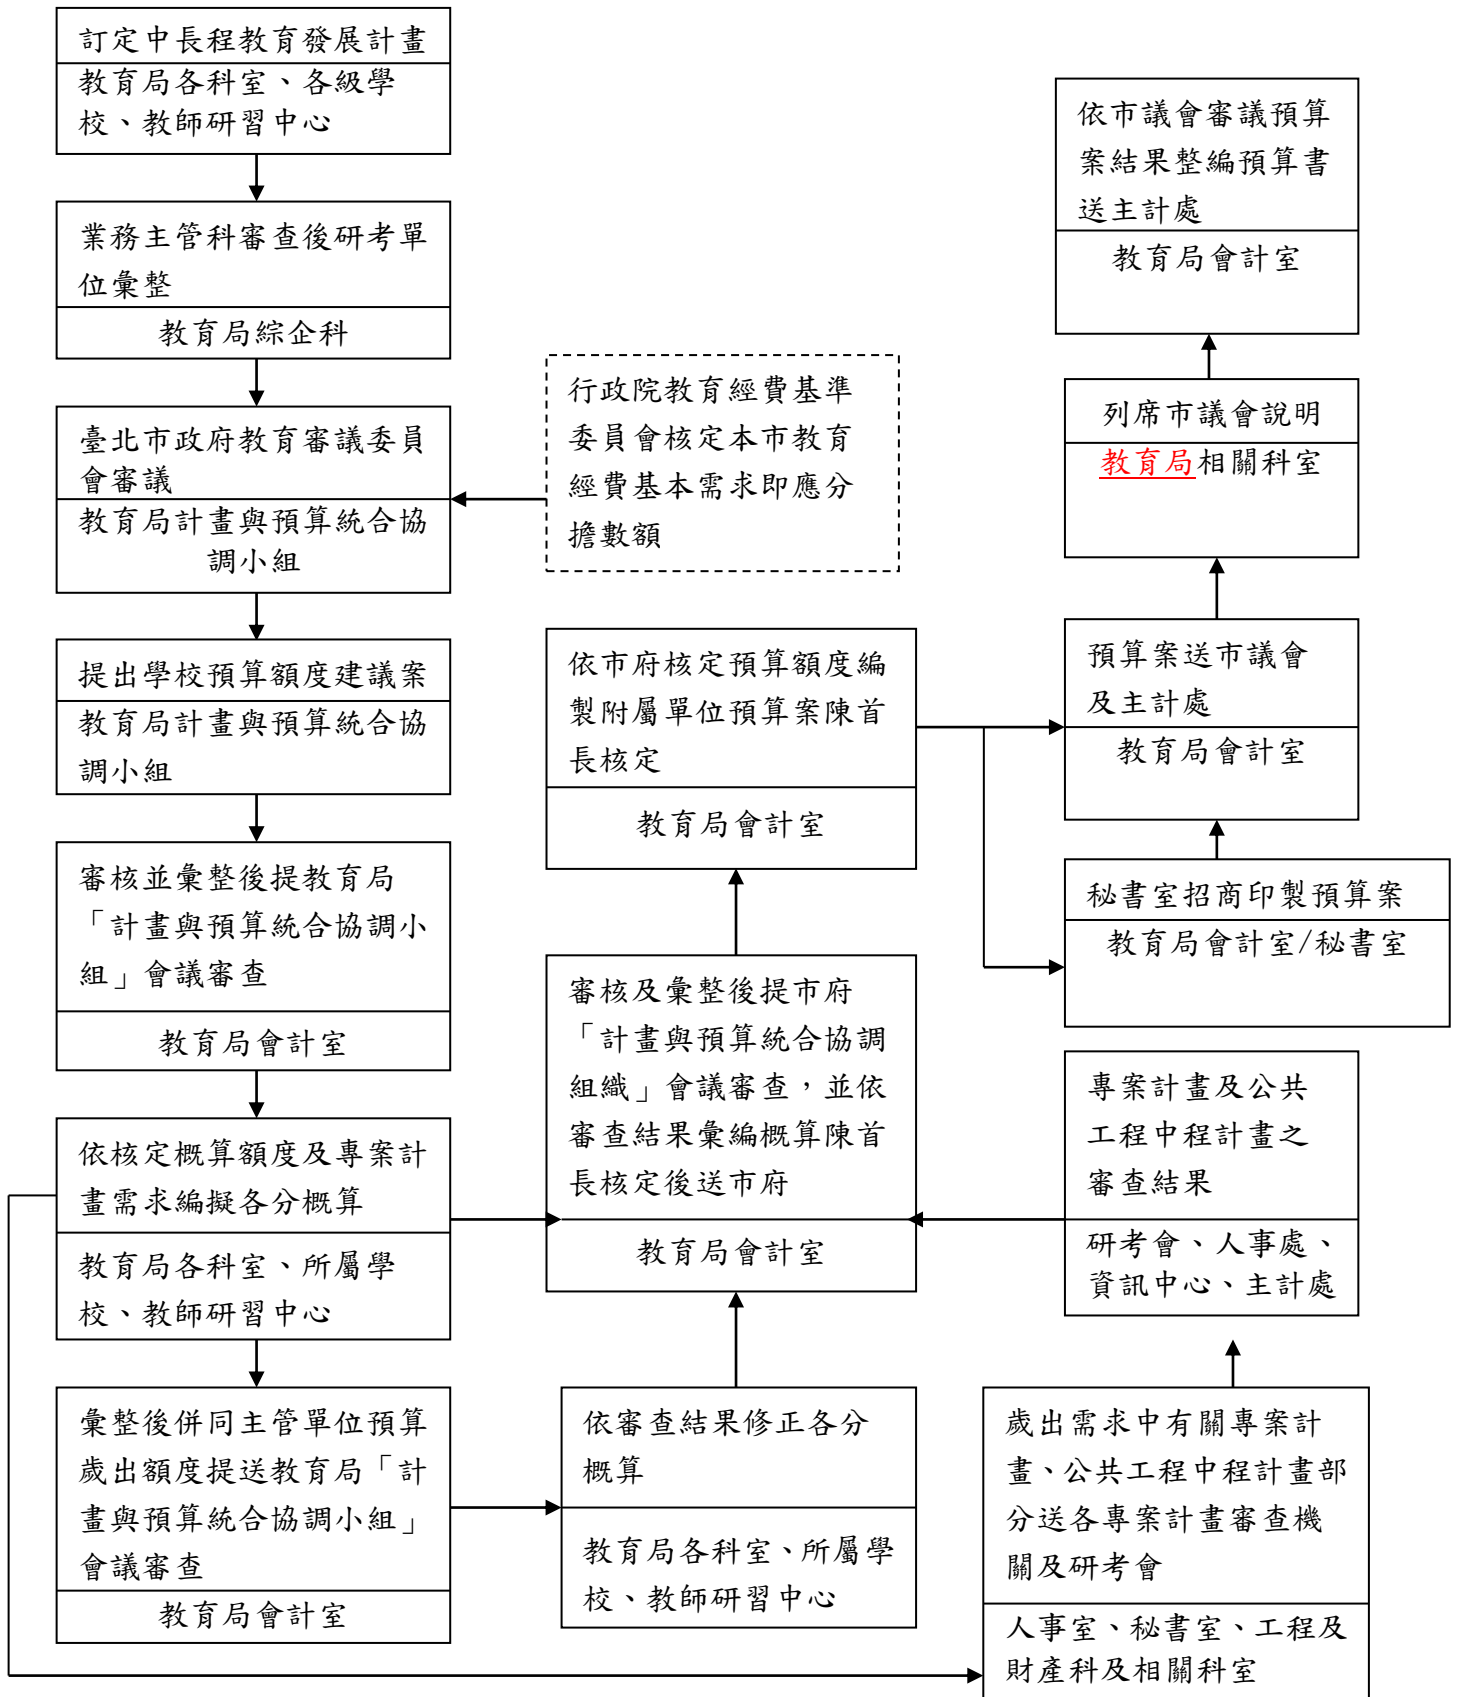 訂定中長程教育發展計畫
教育局各科室、各級學
校、教師研習中心
業務主管科審查後研考單
位彙整
教育局綜企科
臺北市政府教育審議委員
會審議
教育局計畫與預算統合協
調小組
行政院教育經費基準
委員會核定本市教育
經費基本需求即應分
擔數額
提出學校預算額度建議案
教育局計畫與預算統合協
調小組
審核並彙整後提教育局
「計畫與預算統合協調小
組」會議審查
教育局會計室
依核定概算額度及專案計
畫需求編擬各分概算
教育局各科室、所屬學
校、教師研習中心
彙整後併同主管單位預算
歲出額度提送教育局「計
畫與預算統合協調小組」
會議審查
教育局會計室
依審查結果修正各分
概算
教育局各科室、所屬學
校、教師研習中心
審核及彙整後提市府
「計畫與預算統合協調
組織」會議審查，並依
審查結果彙編概算陳首
長核定後送市府
教育局會計室
依市府核定預算額度編
製附屬單位預算案陳首
長核定
教育局會計室
依市議會審議預算
案結果整編預算書
送主計處
教育局會計室
列席市議會說明
教育局相關科室
預算案送市議會
及主計處
教育局會計室
秘書室招商印製預算案
教育局會計室/秘書室
專案計畫及公共
工程中程計畫之
審查結果
研考會、人事處、
資訊中心、主計處
歲出需求中有關專案計
畫、公共工程中程計畫部
分送各專案計畫審查機
關及研考會
人事室、秘書室、工程及
財產科及相關科室